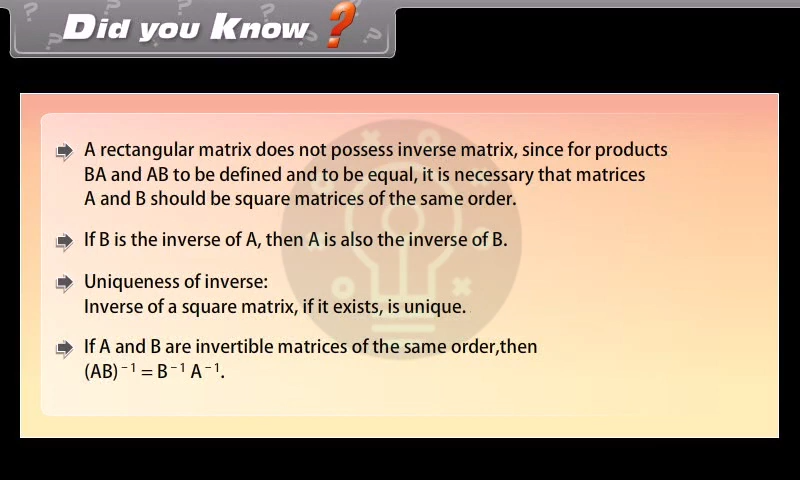 Did you Know ?
A rectangular matrix does not possess inverse matrix, since for products
BA and AB to be defined and to be equal, it is necessary that matrices
A and B should be square matrices of the same order.
If B is the inverse of A, then A is also the inverse of B.
Uniqueness of inverse:
Inverse of a square matrix, if it exists, is unique.
If A and B are invertible matrices of the same order,then
(AB)⁻¹ = B⁻¹ A⁻¹.